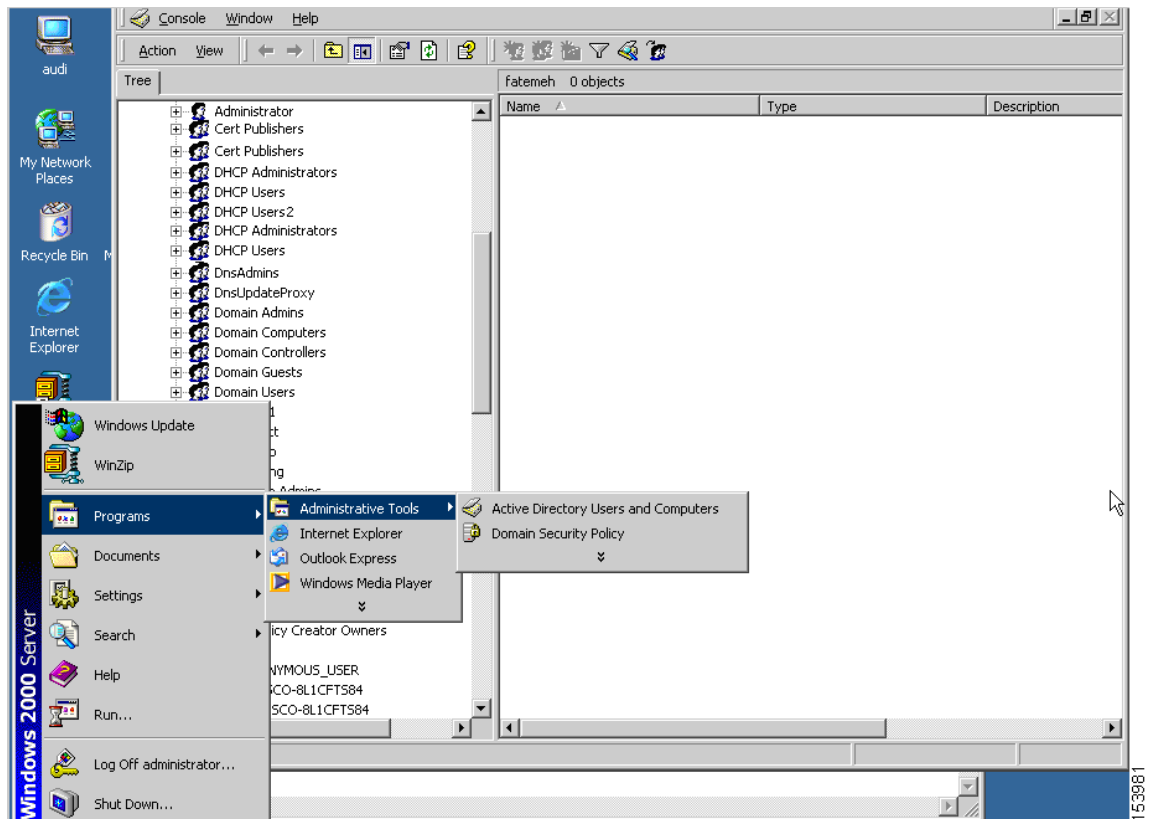 audi
My Network
Places
Recycle Bin
M
Internet
Explorer
Console Window Help
Action View
Tree
Administrator
Cert Publishers
Cert Publishers
DHCP Administrators
DHCP Users
DHCP Users2
DHCP Administrators
DHCP Users
DnsAdmins
DnsUpdateProxy
Domain Admins
Domain Computers
Domain Controllers
Domain Guests
Domain Users
icy Creator Owners
NYMOUS_USER
SCO-8L1CFTS84
SCO-8L1CFTS84
fatemeh 0 objects
Name Type Description
Windows 2000 Server
Windows Update
WinZip
Programs
Documents
Settings
Search
Help
Run...
Log Off administrator...
Shut Down...
Administrative Tools
Internet Explorer
Outlook Express
Windows Media Player
Active Directory Users and Computers
Domain Security Policy
153981